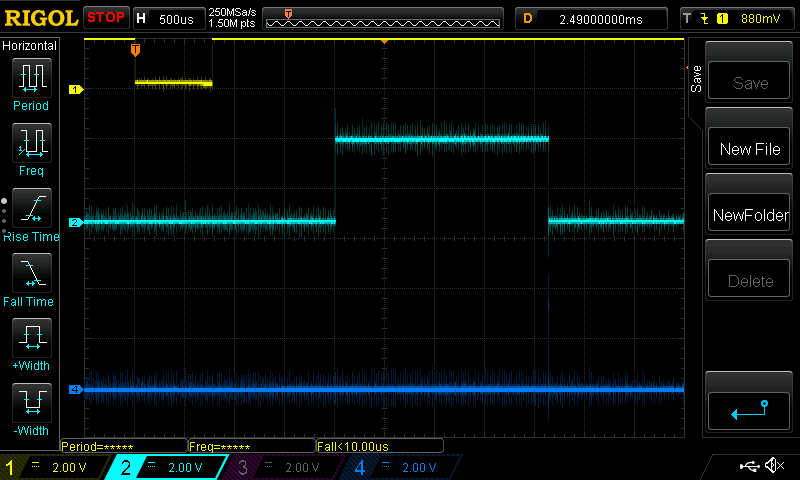 RIGOL STOP H 500us 250MSa/s 1.50M pts T D 2.49000000ms T 1 880mV
Horizontal
Period
Freq
Rise Time
Fall Time
+Width
-Width
T
1
2
4
Save
Save
New File
NewFolder
Delete
Period=***** Freq=***** Fall<10.00us
1 2.00 V 2 2.00 V 3 2.00 V 4 2.00 V